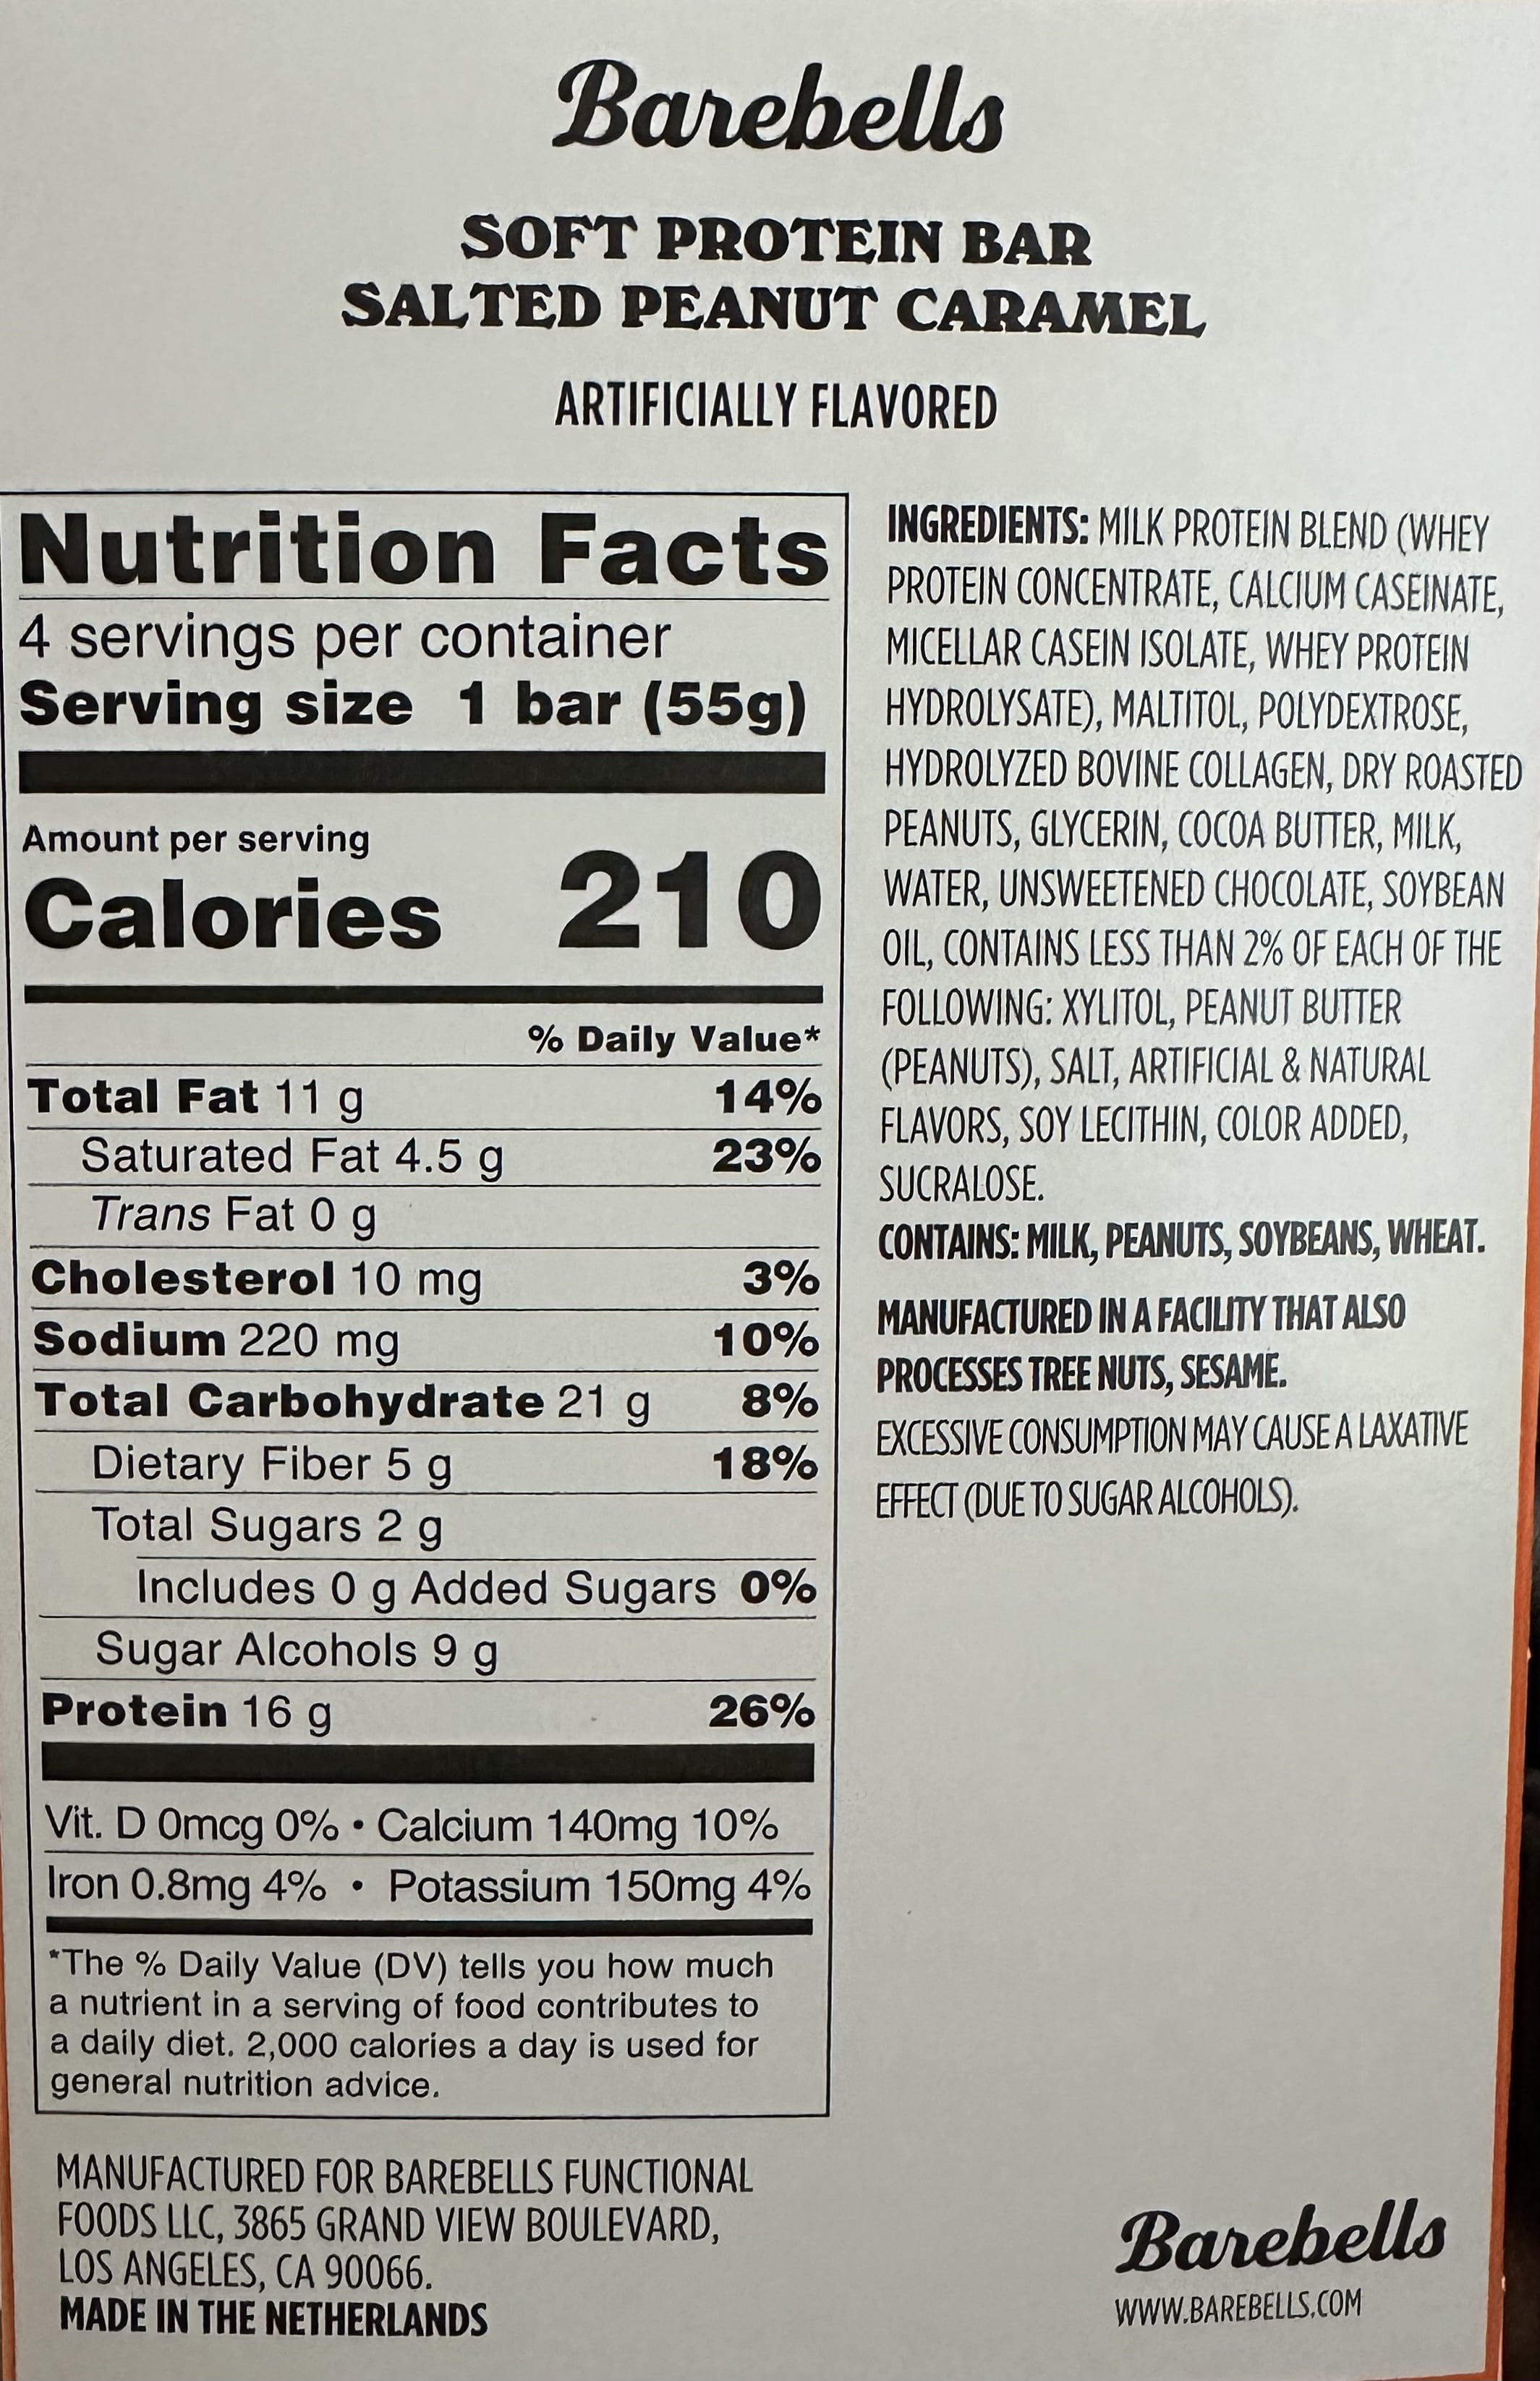 Barebells
SOFT PROTEIN BAR
SALTED PEANUT CARAMEL
ARTIFICIALLY FLAVORED
Nutrition Facts
4 servings per container
Serving size 1 bar (55g)
Amount per serving
Calories 210
% Daily Value*
Total Fat 11 g 14%
Saturated Fat 4.5 g 23%
Trans Fat 0 g
Cholesterol 10 mg 3%
Sodium 220 mg 10%
Total Carbohydrate 21 g 8%
Dietary Fiber 5 g 18%
Total Sugars 2 g
Includes 0 g Added Sugars 0%
Sugar Alcohols 9 g
Protein 16 g 26%
Vit. D 0mcg 0% • Calcium 140mg 10%
Iron 0.8mg 4% • Potassium 150mg 4%
*The % Daily Value (DV) tells you how much
a nutrient in a serving of food contributes to
a daily diet. 2,000 calories a day is used for
general nutrition advice.
MANUFACTURED FOR BAREBELLS FUNCTIONAL
FOODS LLC, 3865 GRAND VIEW BOULEVARD,
LOS ANGELES, CA 90066.
MADE IN THE NETHERLANDS
INGREDIENTS: MILK PROTEIN BLEND (WHEY
PROTEIN CONCENTRATE, CALCIUM CASEINATE,
MICELLAR CASEIN ISOLATE, WHEY PROTEIN
HYDROLYSATE), MALTITOL, POLYDEXTROSE,
HYDROLYZED BOVINE COLLAGEN, DRY ROASTED
PEANUTS, GLYCERIN, COCOA BUTTER, MILK,
WATER, UNSWEETENED CHOCOLATE, SOYBEAN
OIL, CONTAINS LESS THAN 2% OF EACH OF THE
FOLLOWING: XYLITOL, PEANUT BUTTER
(PEANUTS), SALT, ARTIFICIAL & NATURAL
FLAVORS, SOY LECITHIN, COLOR ADDED,
SUCRALOSE.
CONTAINS: MILK, PEANUTS, SOYBEANS, WHEAT.
MANUFACTURED IN A FACILITY THAT ALSO
PROCESSES TREE NUTS, SESAME.
EXCESSIVE CONSUMPTION MAY CAUSE A LAXATIVE
EFFECT (DUE TO SUGAR ALCOHOLS).
Barebells
WWW.BAREBELLS.COM